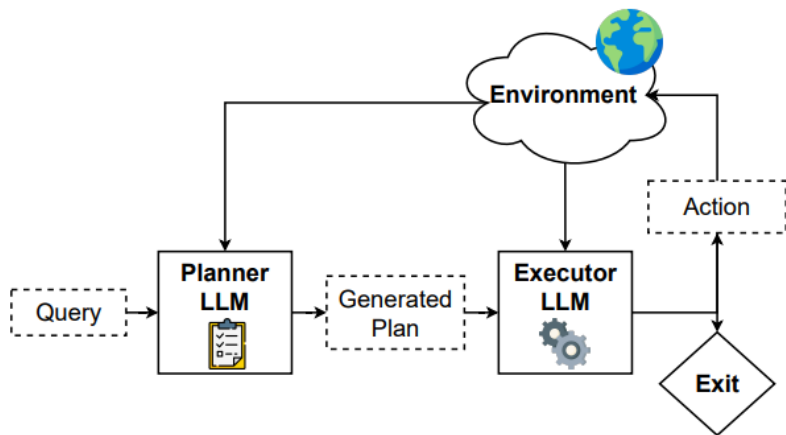 Environment
Action
Planner
LLM
Executor
LLM
Query
Generated
Plan
Exit